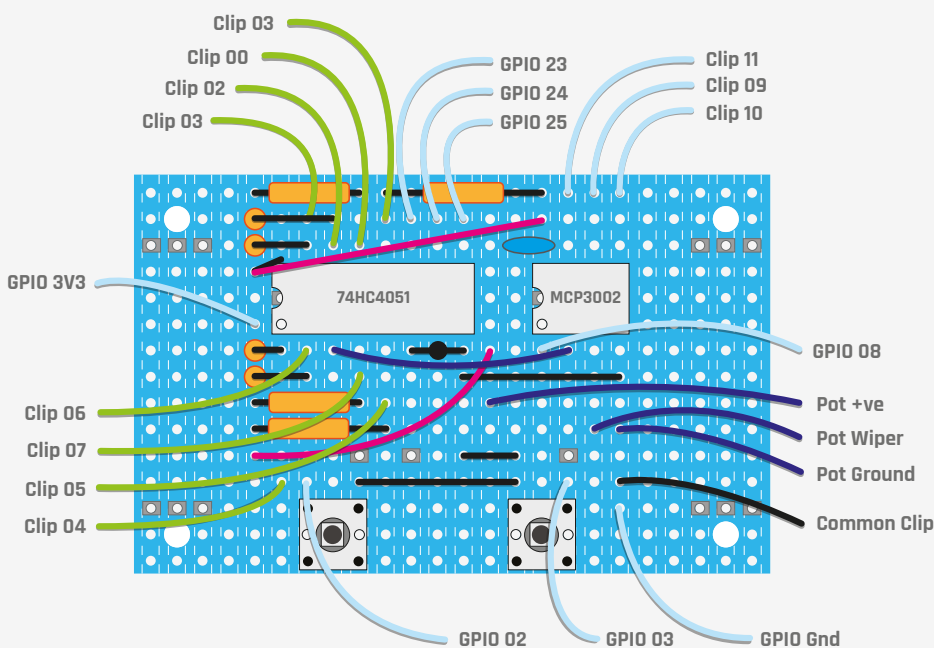 Clip 03
Clip 00
Clip 02
Clip 03
GPIO 23
GPIO 24
GPIO 25
Clip 11
Clip 09
Clip 10
GPIO 3V3
74HC4051
MCP3002
GPIO 08
Clip 06
Clip 07
Clip 05
Clip 04
Pot +ve
Pot Wiper
Pot Ground
Common Clip
GPIO 02
GPIO 03
GPIO Gnd